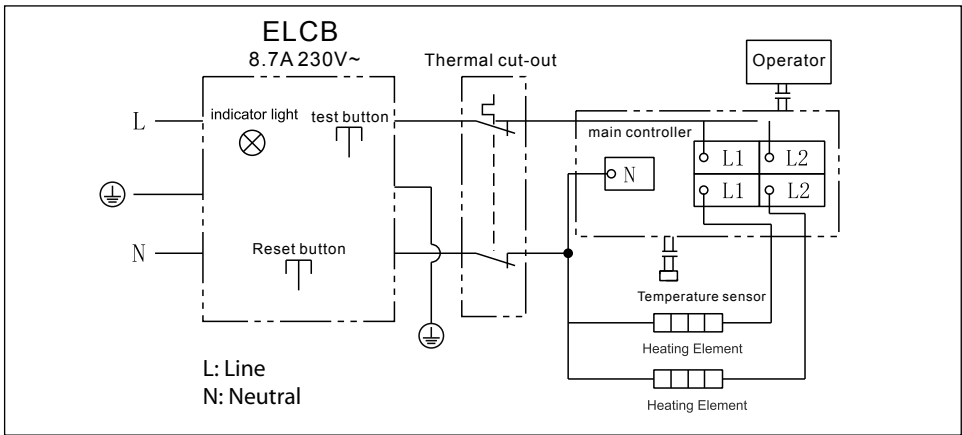 ELCB
8.7A 230V~
Thermal cut-out
Operator
indicator light
test button
L
main controller
L1
L2
N
L1
L2
N
Reset button
Temperature sensor
Heating Element
Heating Element
L: Line
N: Neutral